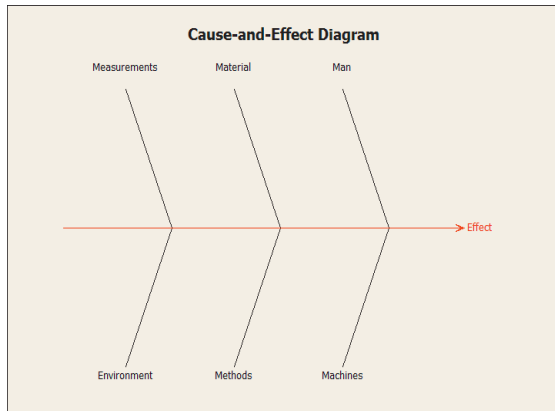 Cause-and-Effect Diagram
Measurements
Material
Man
Effect
Environment
Methods
Machines